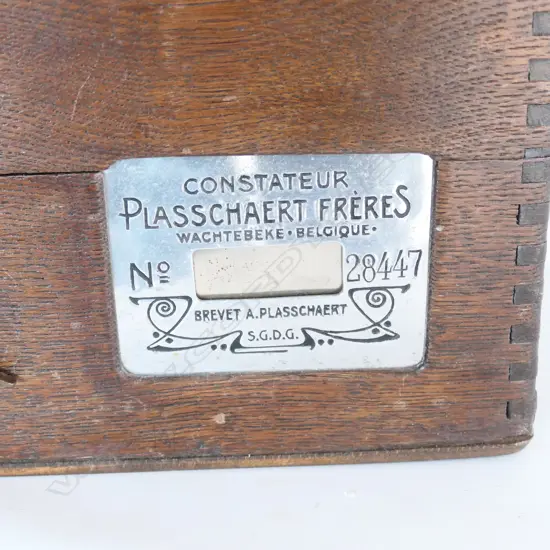 CONSTATEUR
PLASSCHAERT FRÈRES
WACHTEBEKE • BELGIQUE •
Nº 28447
BREVET A. PLASSCHAERT
S.G.D.G.